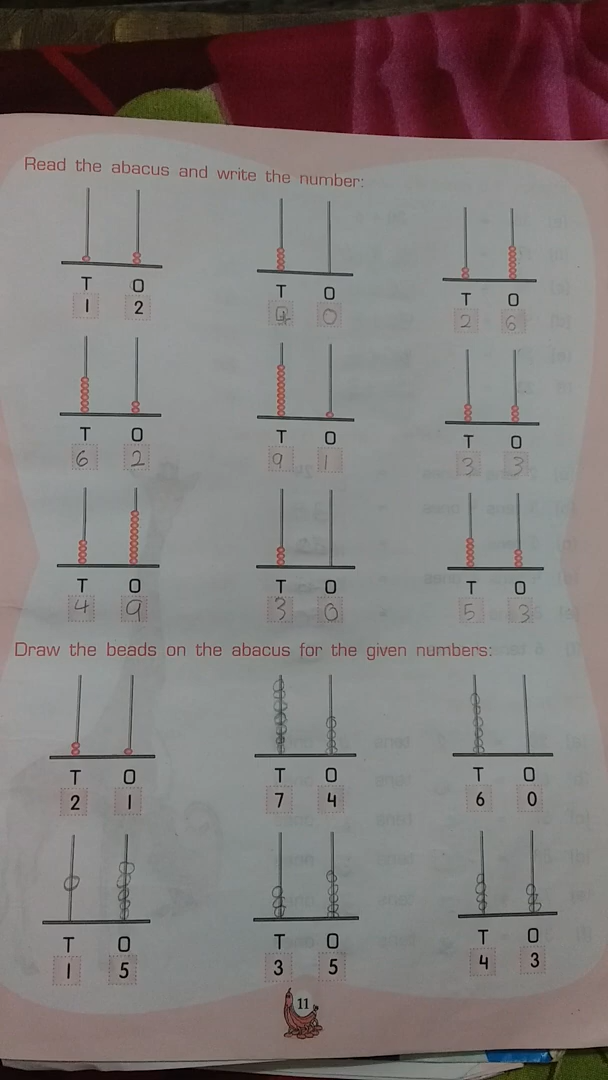 Read the abacus and write the number:
T O T O T O
1 2 4 0 2 6
T O T O T O
6 2 9 1 3 3
T O T O T O
4 9 3 0 5 3
Draw the beads on the abacus for the given numbers:
T O T O T O
2 1 7 4 6 0
T O T O T O
1 5 3 5 4 3
11